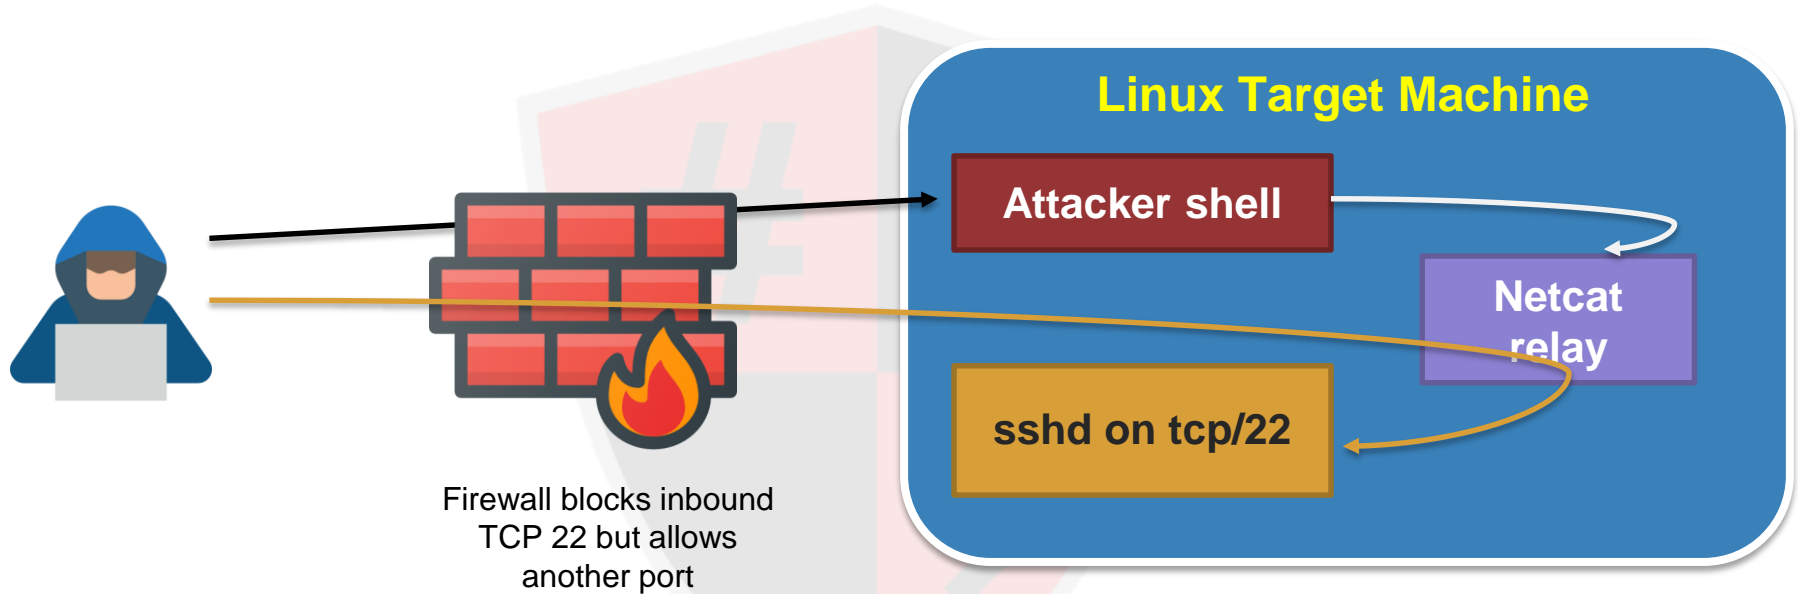 Linux Target Machine
Attacker shell
Netcat
relay
sshd on tcp/22
Firewall blocks inbound
TCP 22 but allows
another port